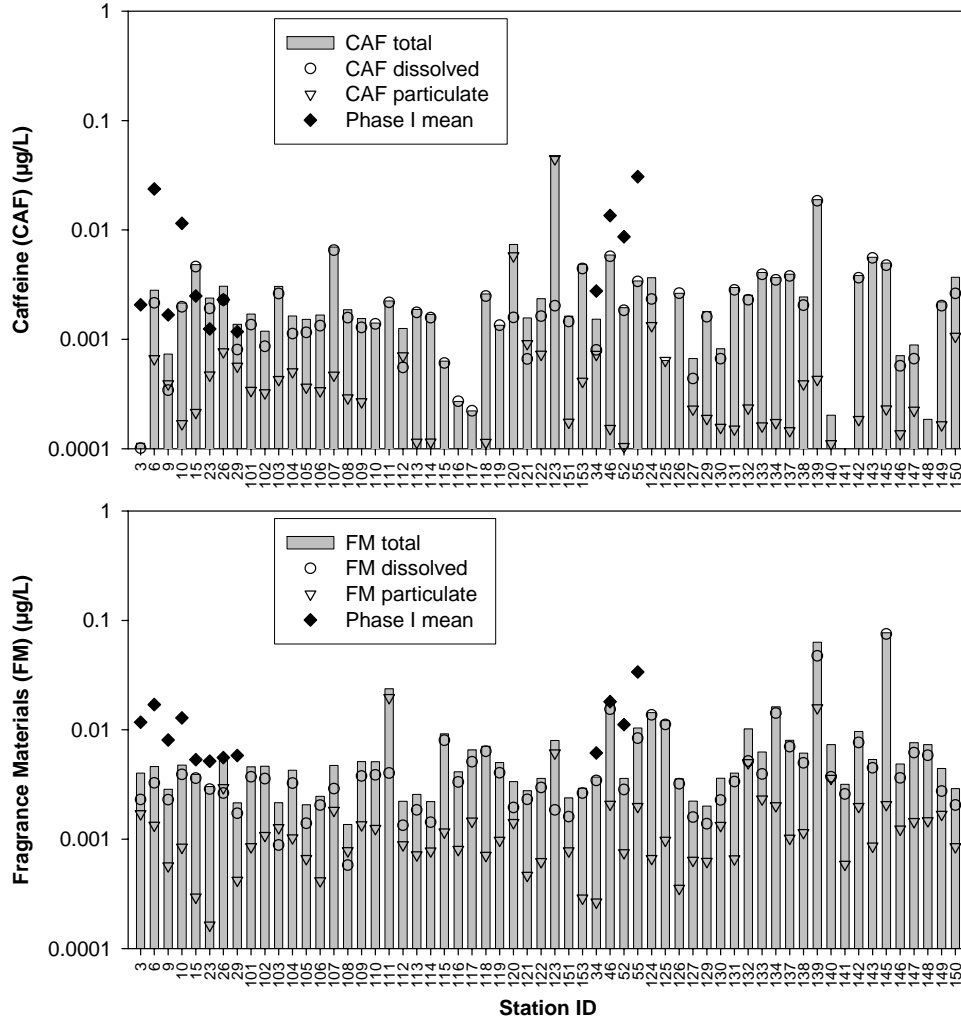 1
0.1
0.01
0.001
0.0001
Caffeine (CAF) (µg/L)
CAF total
CAF dissolved
CAF particulate
Phase I mean
3 6 9 10 15 23 26 29 101 102 103 104 105 106 107 108 109 110 111 112 113 114 115 116 117 118 119 120 121 122 123 151 153 34 46 52 55 124 125 126 127 129 130 131 132 133 134 137 138 139 140 141 142 143 145 146 147 148 149 150
1
0.1
0.01
0.001
0.0001
Fragrance Materials (FM) (µg/L)
FM total
FM dissolved
FM particulate
Phase I mean
3 6 9 10 15 23 26 29 101 102 103 104 105 106 107 108 109 110 111 112 113 114 115 116 117 118 119 120 121 122 123 151 153 34 46 52 55 124 125 126 127 129 130 131 132 133 134 137 138 139 140 141 142 143 145 146 147 148 149 150
Station ID